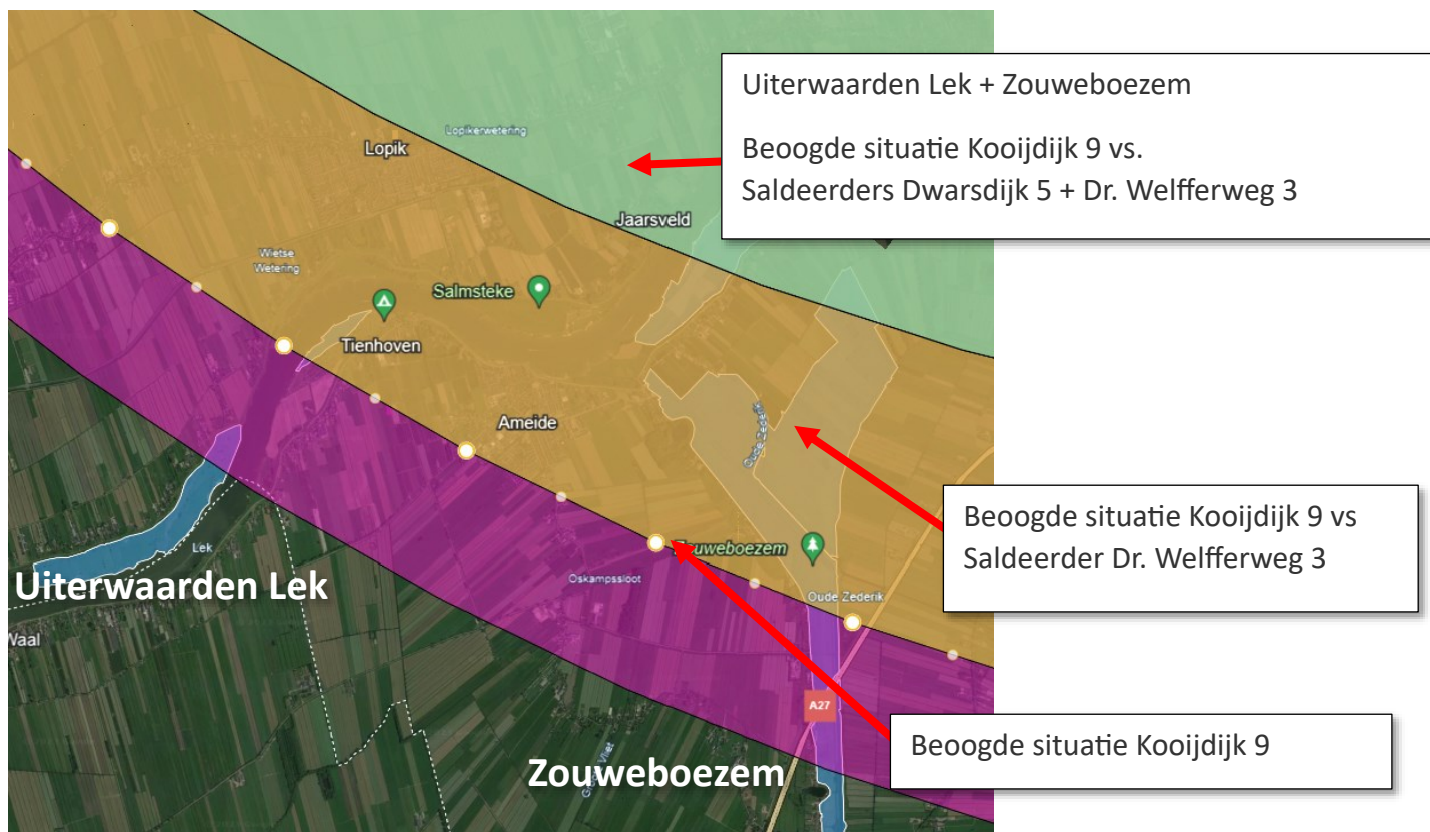 Uiterwaarden Lek + Zouweboezem
Beoogde situatie Kooijdijk 9 vs.
Saldeerders Dwarsdijk 5 + Dr. Welfferweg 3
Lopikerwetering
Lopik
Jaarsveld
Wietse
Wetering
Salmsteke
Tienhoven
Ameide
Oude Zederik
Beoogde situatie Kooijdijk 9 vs
Saldeerder Dr. Welfferweg 3
Zouweboezem
Lek
Oskampssloot
Oude Zederik
Uiterwaarden Lek
Waal
A27
Beoogde situatie Kooijdijk 9
Zouweboezem